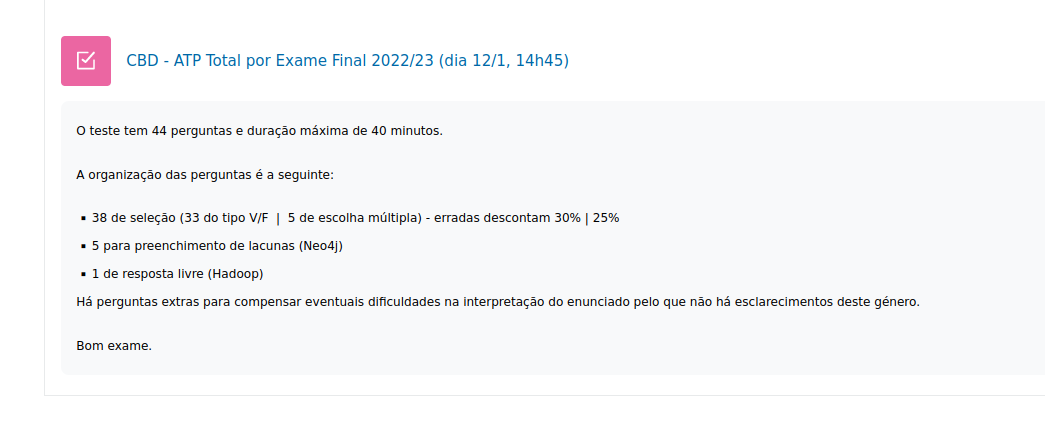 CBD - ATP Total por Exame Final 2022/23 (dia 12/1, 14h45)
O teste tem 44 perguntas e duração máxima de 40 minutos.
A organização das perguntas é a seguinte:
▪ 38 de seleção (33 do tipo V/F | 5 de escolha múltipla) - erradas descontam 30% | 25%
▪ 5 para preenchimento de lacunas (Neo4j)
▪ 1 de resposta livre (Hadoop)
Há perguntas extras para compensar eventuais dificuldades na interpretação do enunciado pelo que não há esclarecimentos deste género.
Bom exame.